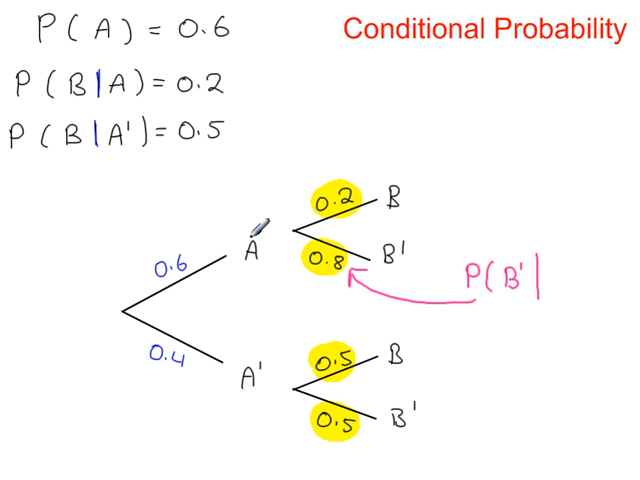 P(A) = 0.6
Conditional Probability
P(B|A) = 0.2
P(B|A') = 0.5
0.2
B
0.6
A
0.8
B'
P(B'|
0.4
A'
0.5
B
0.5
B'